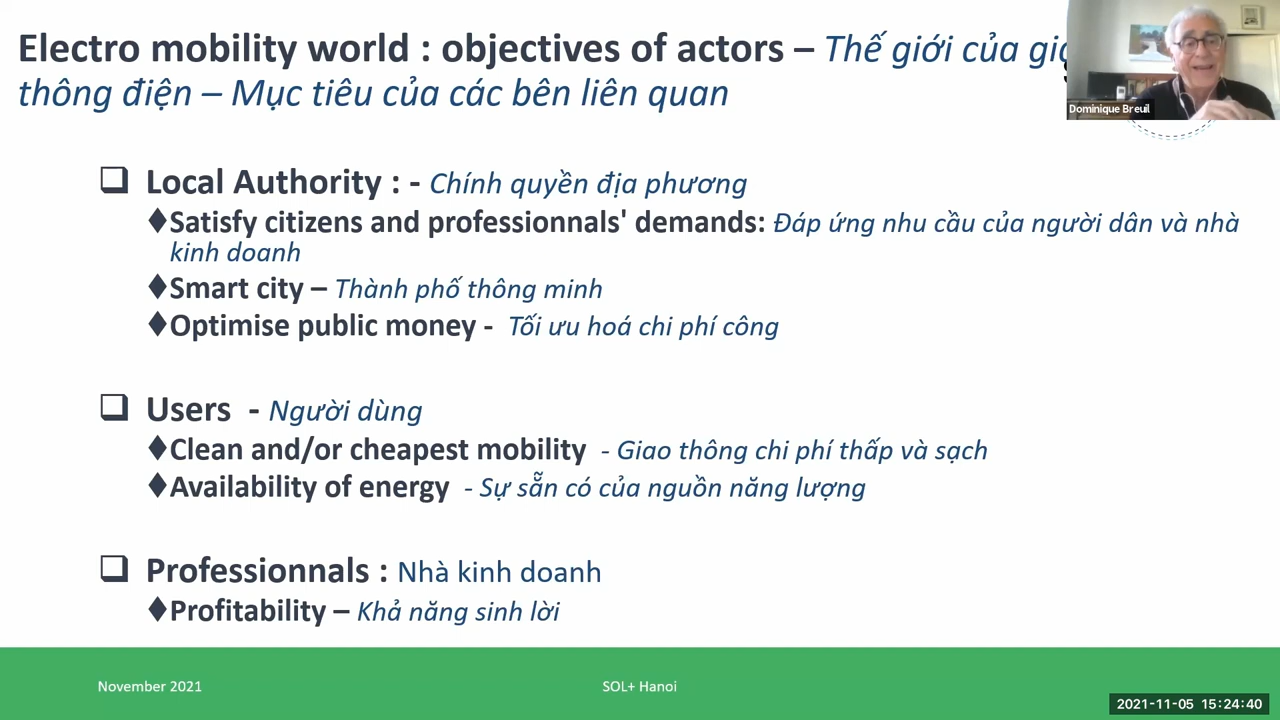 Electro mobility world : objectives of actors – Thế giới của
thông điện – Mục tiêu của các bên liên quan
Dominique Breuil
❑ Local Authority : - Chính quyền địa phương
♦Satisfy citizens and professionnals' demands: Đáp ứng nhu cầu của người dân và nhà
kinh doanh
♦Smart city – Thành phố thông minh
♦Optimise public money - Tối ưu hoá chi phí công
❑ Users - Người dùng
♦Clean and/or cheapest mobility - Giao thông chi phí thấp và sạch
♦Availability of energy - Sự sẵn có của nguồn năng lượng
❑ Professionnals : Nhà kinh doanh
♦Profitability – Khả năng sinh lời
November 2021
SOL+ Hanoi
2021-11-05 15:24:40